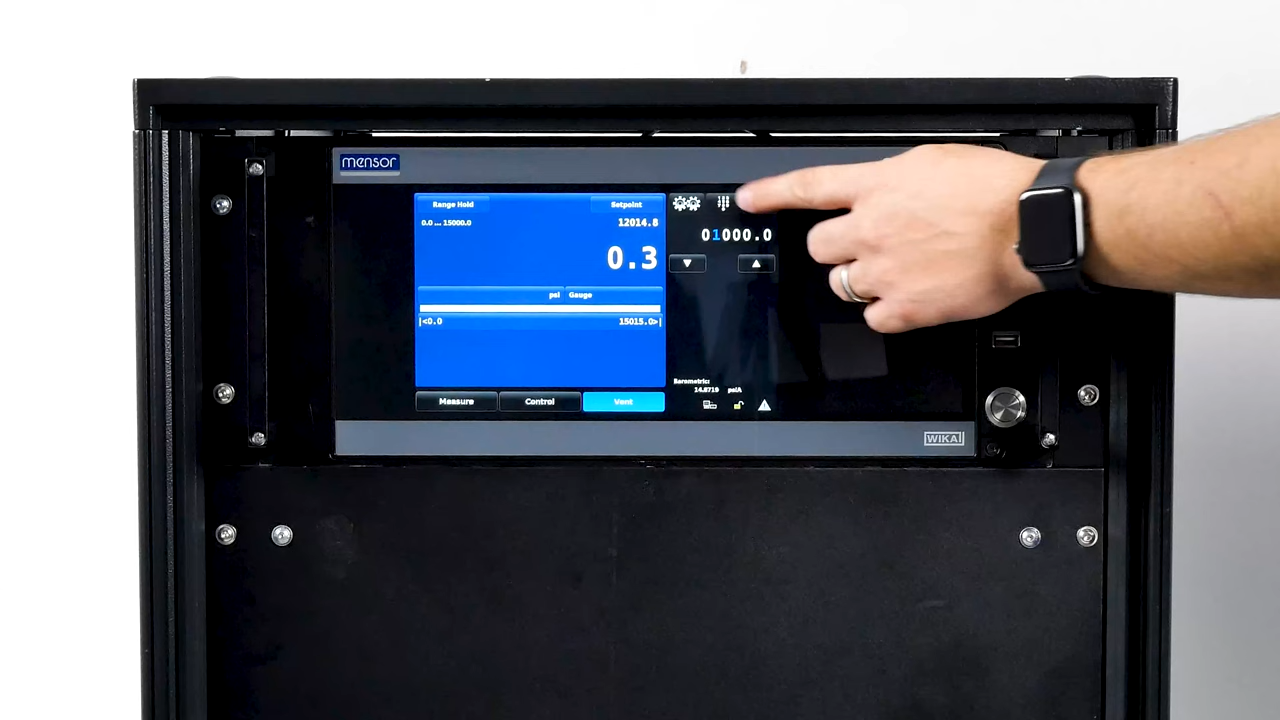 mensor
Range Hold
Setpoint
0.0 ... 15000.0
12014.8
01000.0
0.3
psi
Gauge
|<0.0
15015.0>|
Barometric:
14.8719 psiA
Measure
Control
Vent
WIKA